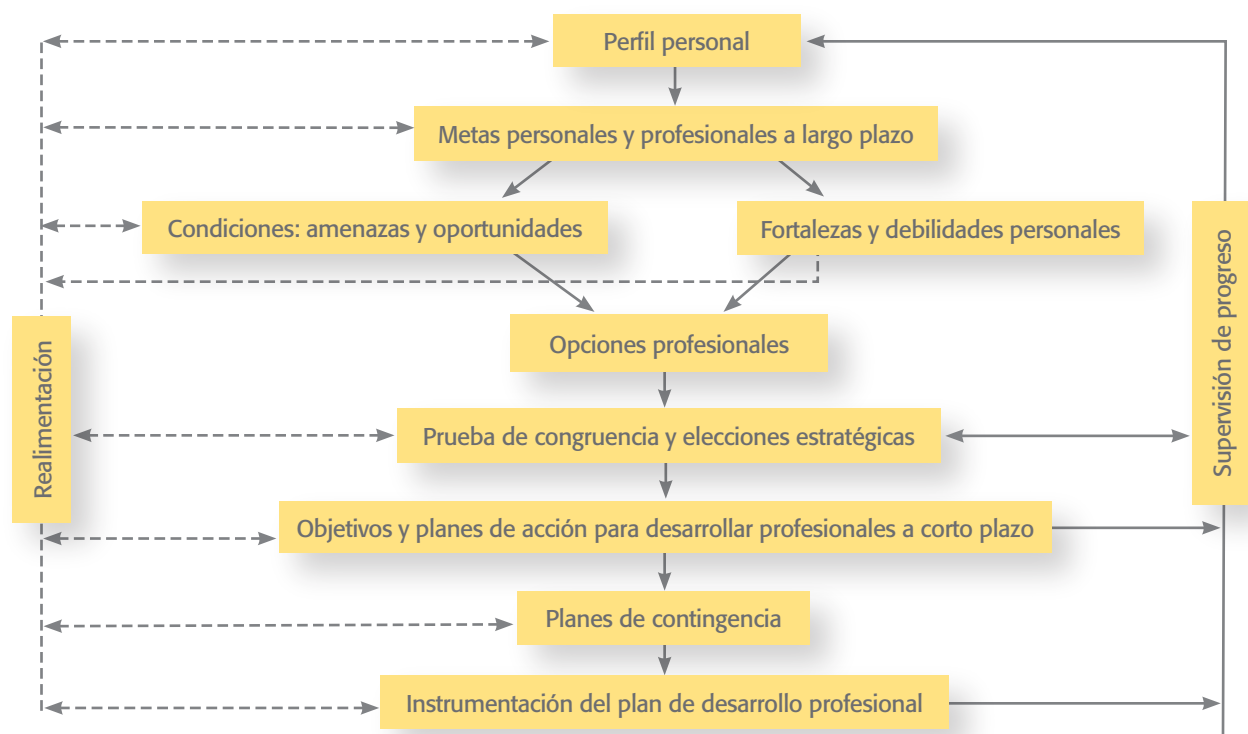 Perfil personal
Metas personales y profesionales a largo plazo
Condiciones: amenazas y oportunidades
Fortalezas y debilidades personales
Opciones profesionales
Realimentación
Supervisión de progreso
Prueba de congruencia y elecciones estratégicas
Objetivos y planes de acción para desarrollar profesionales a corto plazo
Planes de contingencia
Instrumentación del plan de desarrollo profesional